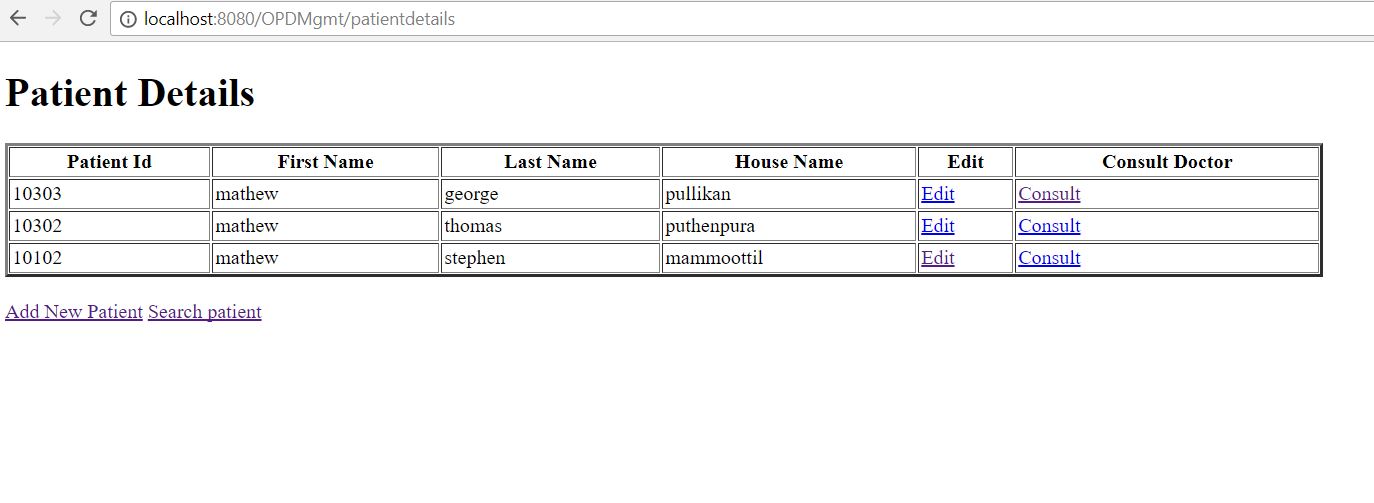 localhost:8080/OPDMgmt/patientdetails
Patient Details
Patient Id First Name Last Name House Name Edit Consult Doctor
10303 mathew george pullikan Edit Consult
10302 mathew thomas puthenpura Edit Consult
10102 mathew stephen mammoottil Edit Consult
Add New Patient Search patient